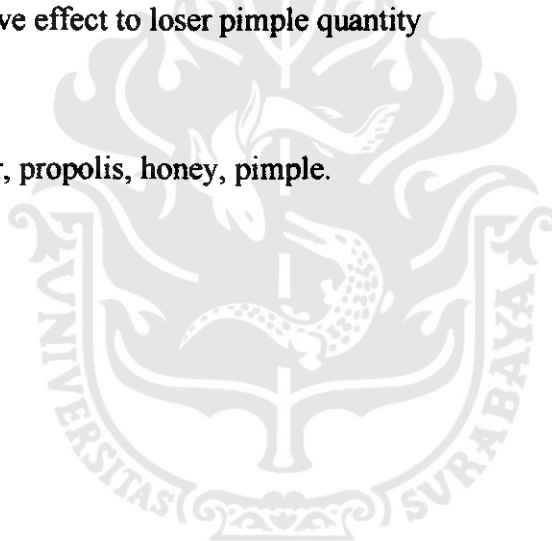 ve effect to loser pimple quantity
, propolis, honey, pimple.
UNIVERSITAS SURABAYA